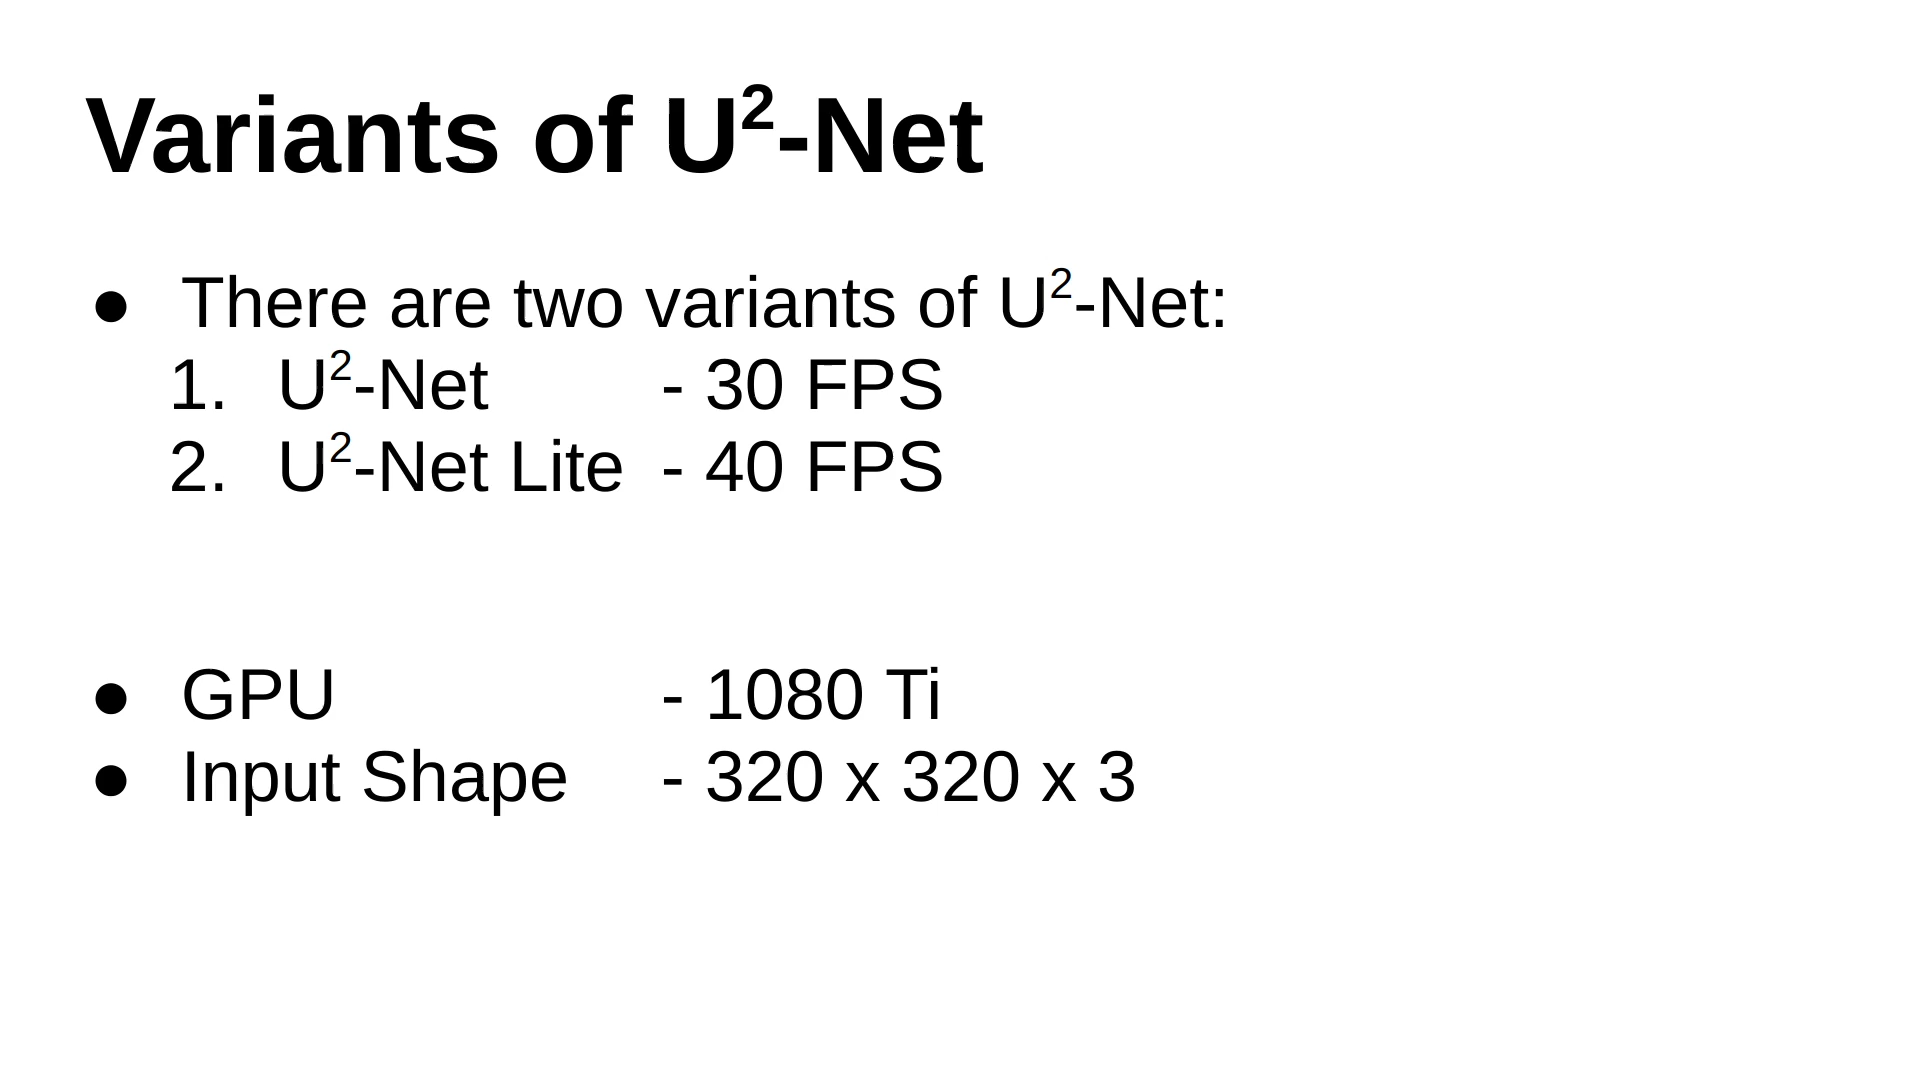 Variants of U²-Net
● There are two variants of U²-Net:
1. U²-Net - 30 FPS
2. U²-Net Lite - 40 FPS
● GPU - 1080 Ti
● Input Shape - 320 x 320 x 3